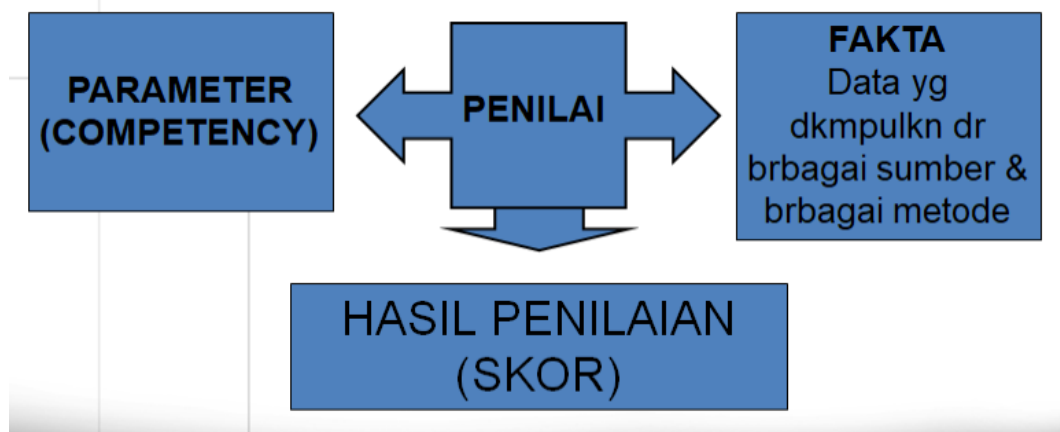 PARAMETER
(COMPETENCY)
PENILAI
FAKTA
Data yg
dkmpulkn dr
brbagai sumber &
brbagai metode
HASIL PENILAIAN
(SKOR)